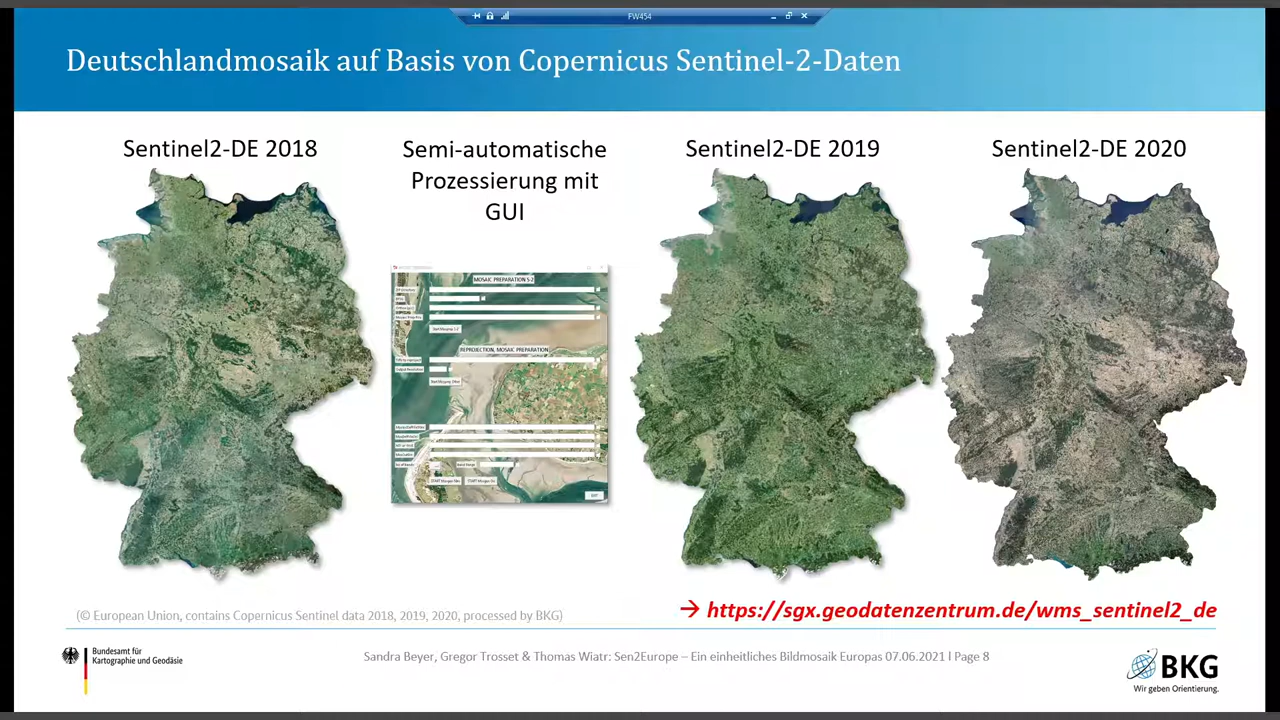 FW454
Deutschlandmosaik auf Basis von Copernicus Sentinel-2-Daten
Sentinel2-DE 2018
Semi-automatische
Prozessierung mit
GUI
Sentinel2-DE 2019
Sentinel2-DE 2020
MOSAIC PREPARATION S-2
REPROJECTION, MOSAIC PREPARATION
EXIT
(© European Union, contains Copernicus Sentinel data 2018, 2019, 2020, processed by BKG)
→ https://sgx.geodatenzentrum.de/wms_sentinel2_de
Bundesamt für
Kartographie und Geodäsie
Sandra Beyer, Gregor Trosset & Thomas Wiatr: Sen2Europe – Ein einheitliches Bildmosaik Europas 07.06.2021 I Page 8
BKG
Wir geben Orientierung.